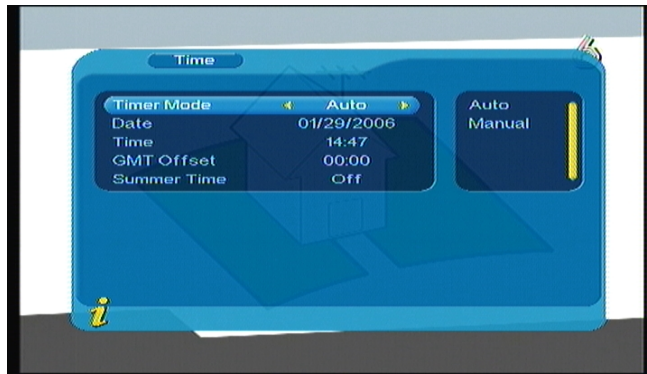 Time
Timer Mode Auto
Date 01/29/2006
Time 14:47
GMT Offset 00:00
Summer Time Off
Auto
Manual
i